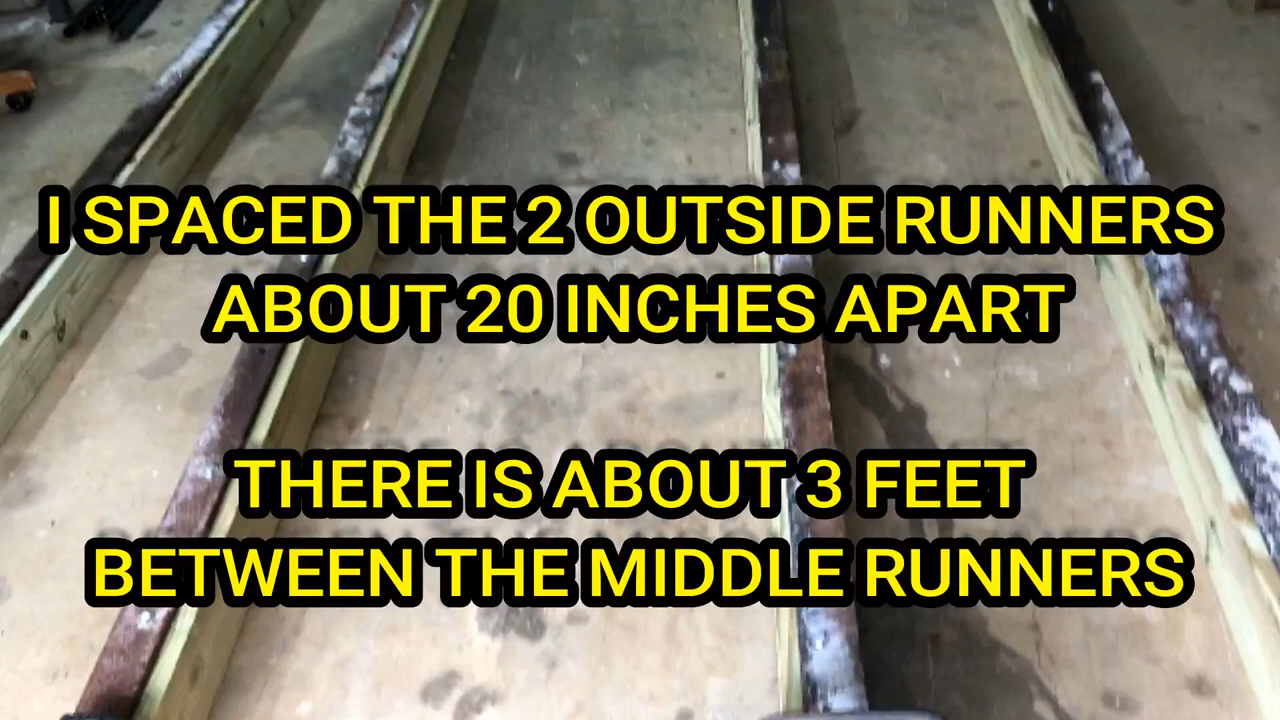 I SPACED THE 2 OUTSIDE RUNNERS
ABOUT 20 INCHES APART
THERE IS ABOUT 3 FEET
BETWEEN THE MIDDLE RUNNERS